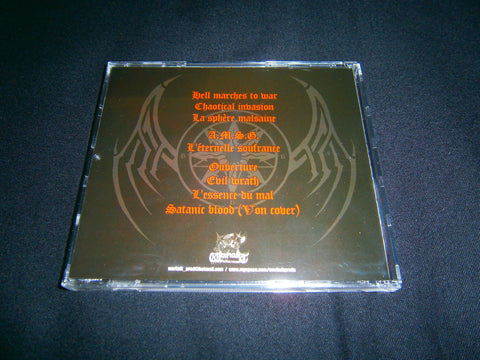 Hell marches to war
Chaotical invasion
La sphère malsaine
A.M.S.G.
L'éternelle soufrance
Ouverture
Evil wrath
L'essence du mal
Satanic blood (Von cover)